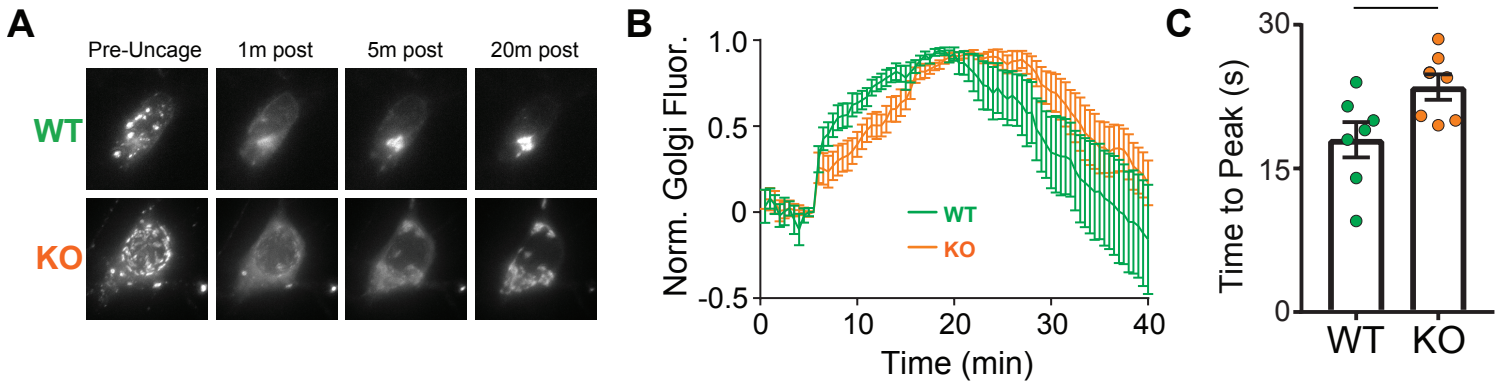 A
Pre-Uncage 1m post 5m post 20m post
WT
KO
B
Norm. Golgi Fluor.
1.0
0.5
0
-0.5
WT
KO
0 10 20 30 40
Time (min)
C
Time to Peak (s)
30
15
0
WT KO